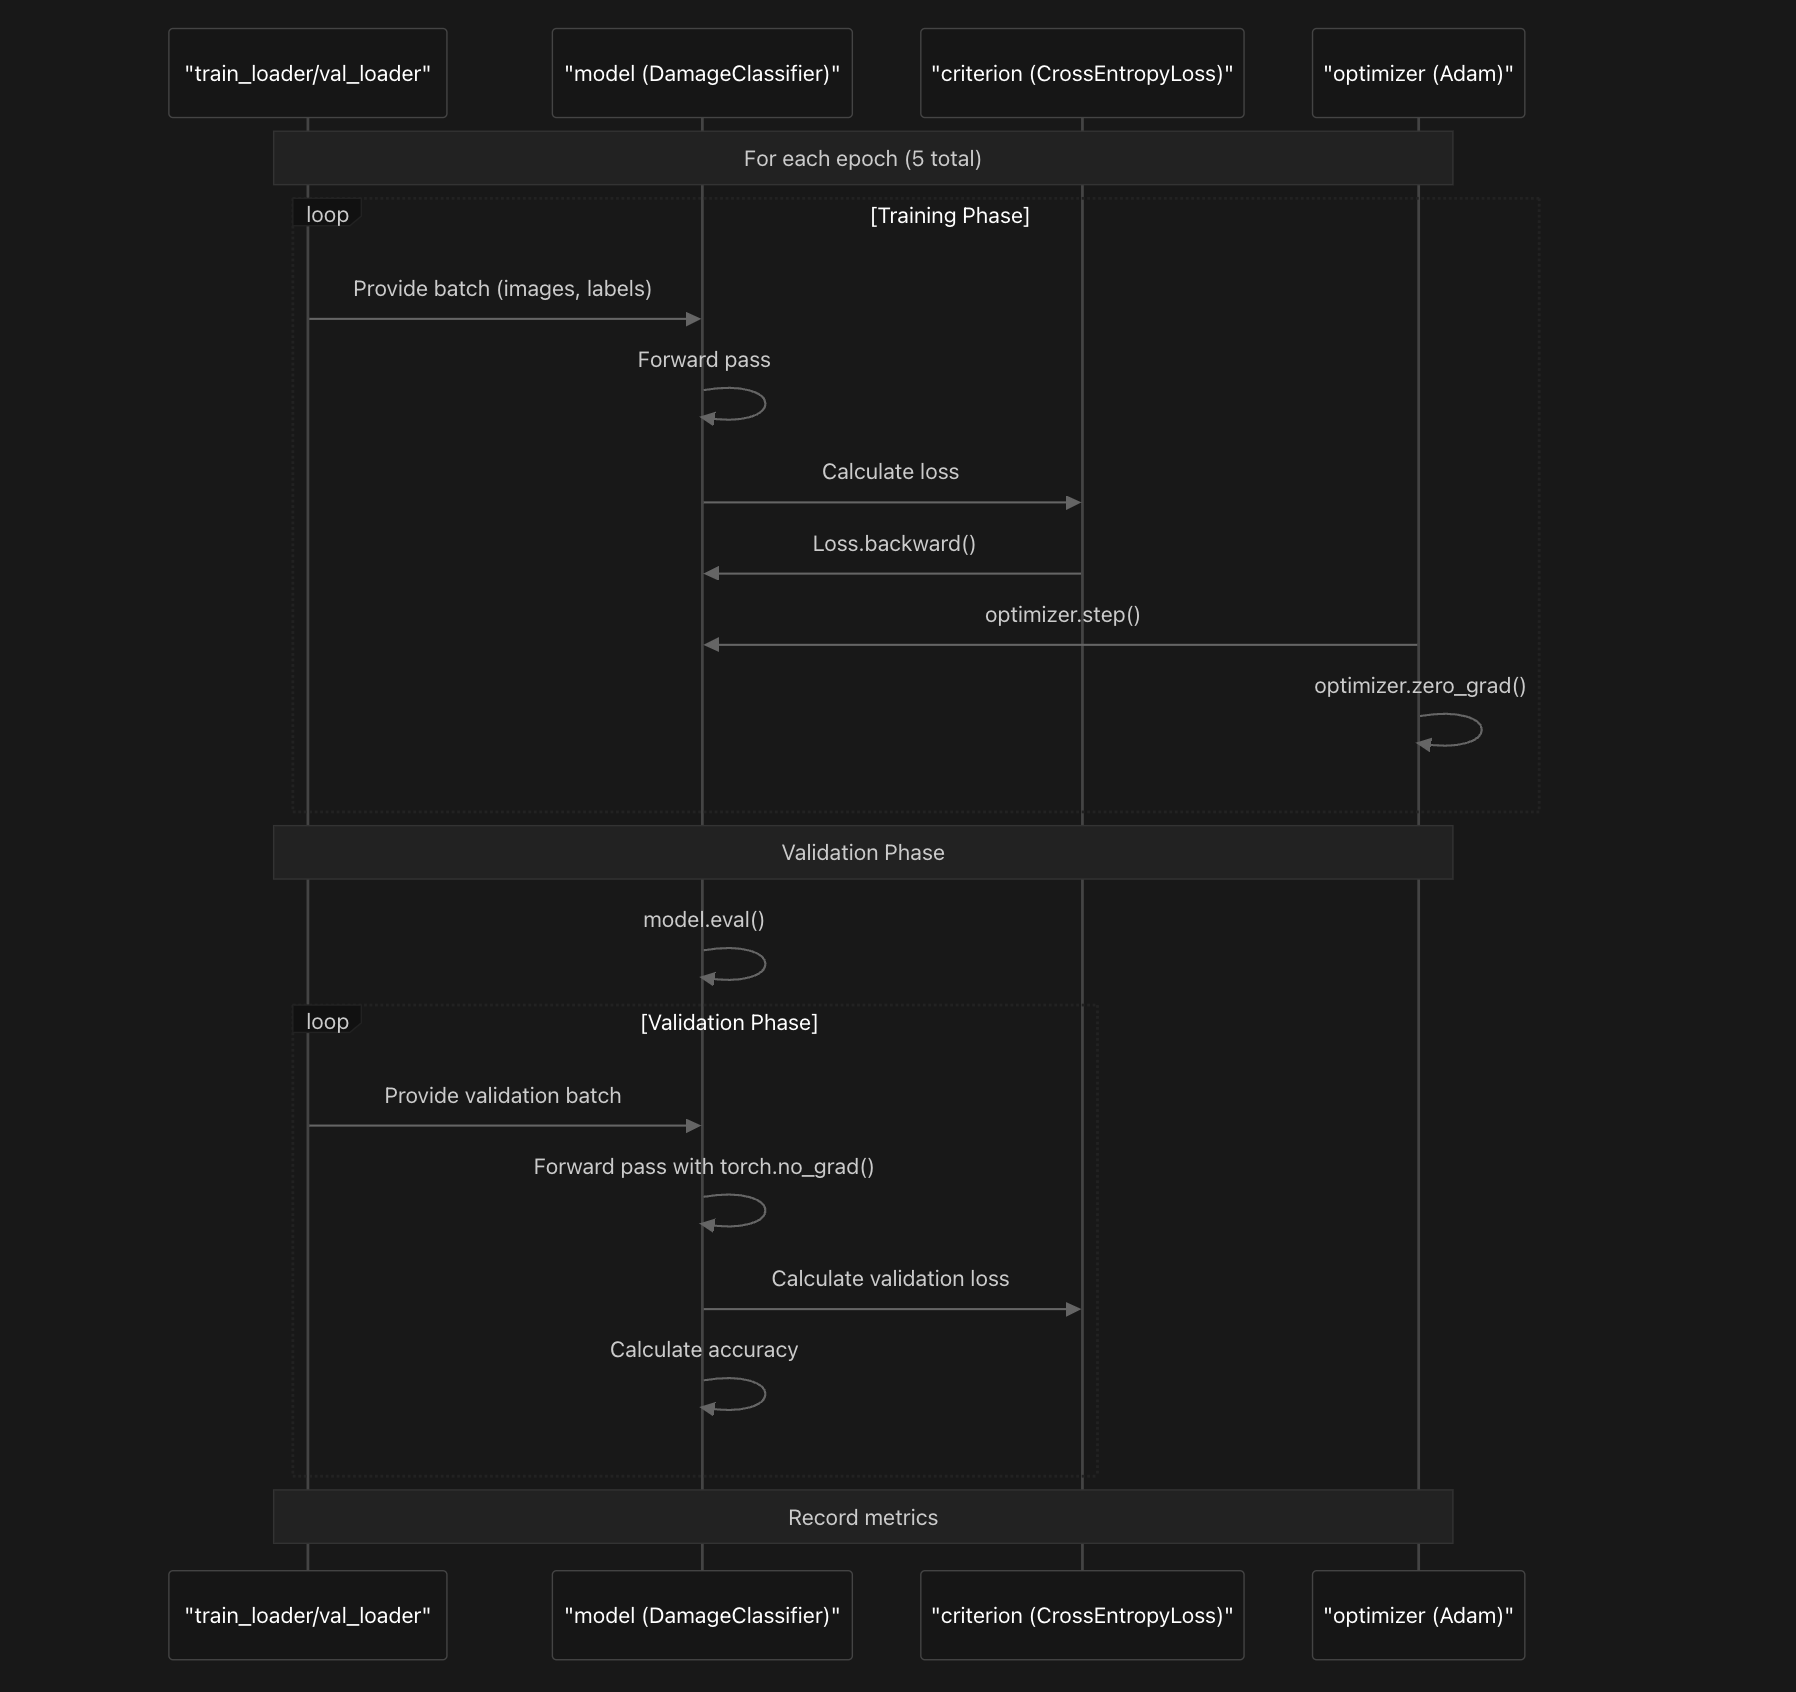 "train_loader/val_loader"
"model (DamageClassifier)"
"criterion (CrossEntropyLoss)"
"optimizer (Adam)"
For each epoch (5 total)
loop
[Training Phase]
Provide batch (images, labels)
Forward pass
Calculate loss
Loss.backward()
optimizer.step()
optimizer.zero_grad()
Validation Phase
model.eval()
loop
[Validation Phase]
Provide validation batch
Forward pass with torch.no_grad()
Calculate validation loss
Calculate accuracy
Record metrics
"train_loader/val_loader"
"model (DamageClassifier)"
"criterion (CrossEntropyLoss)"
"optimizer (Adam)"